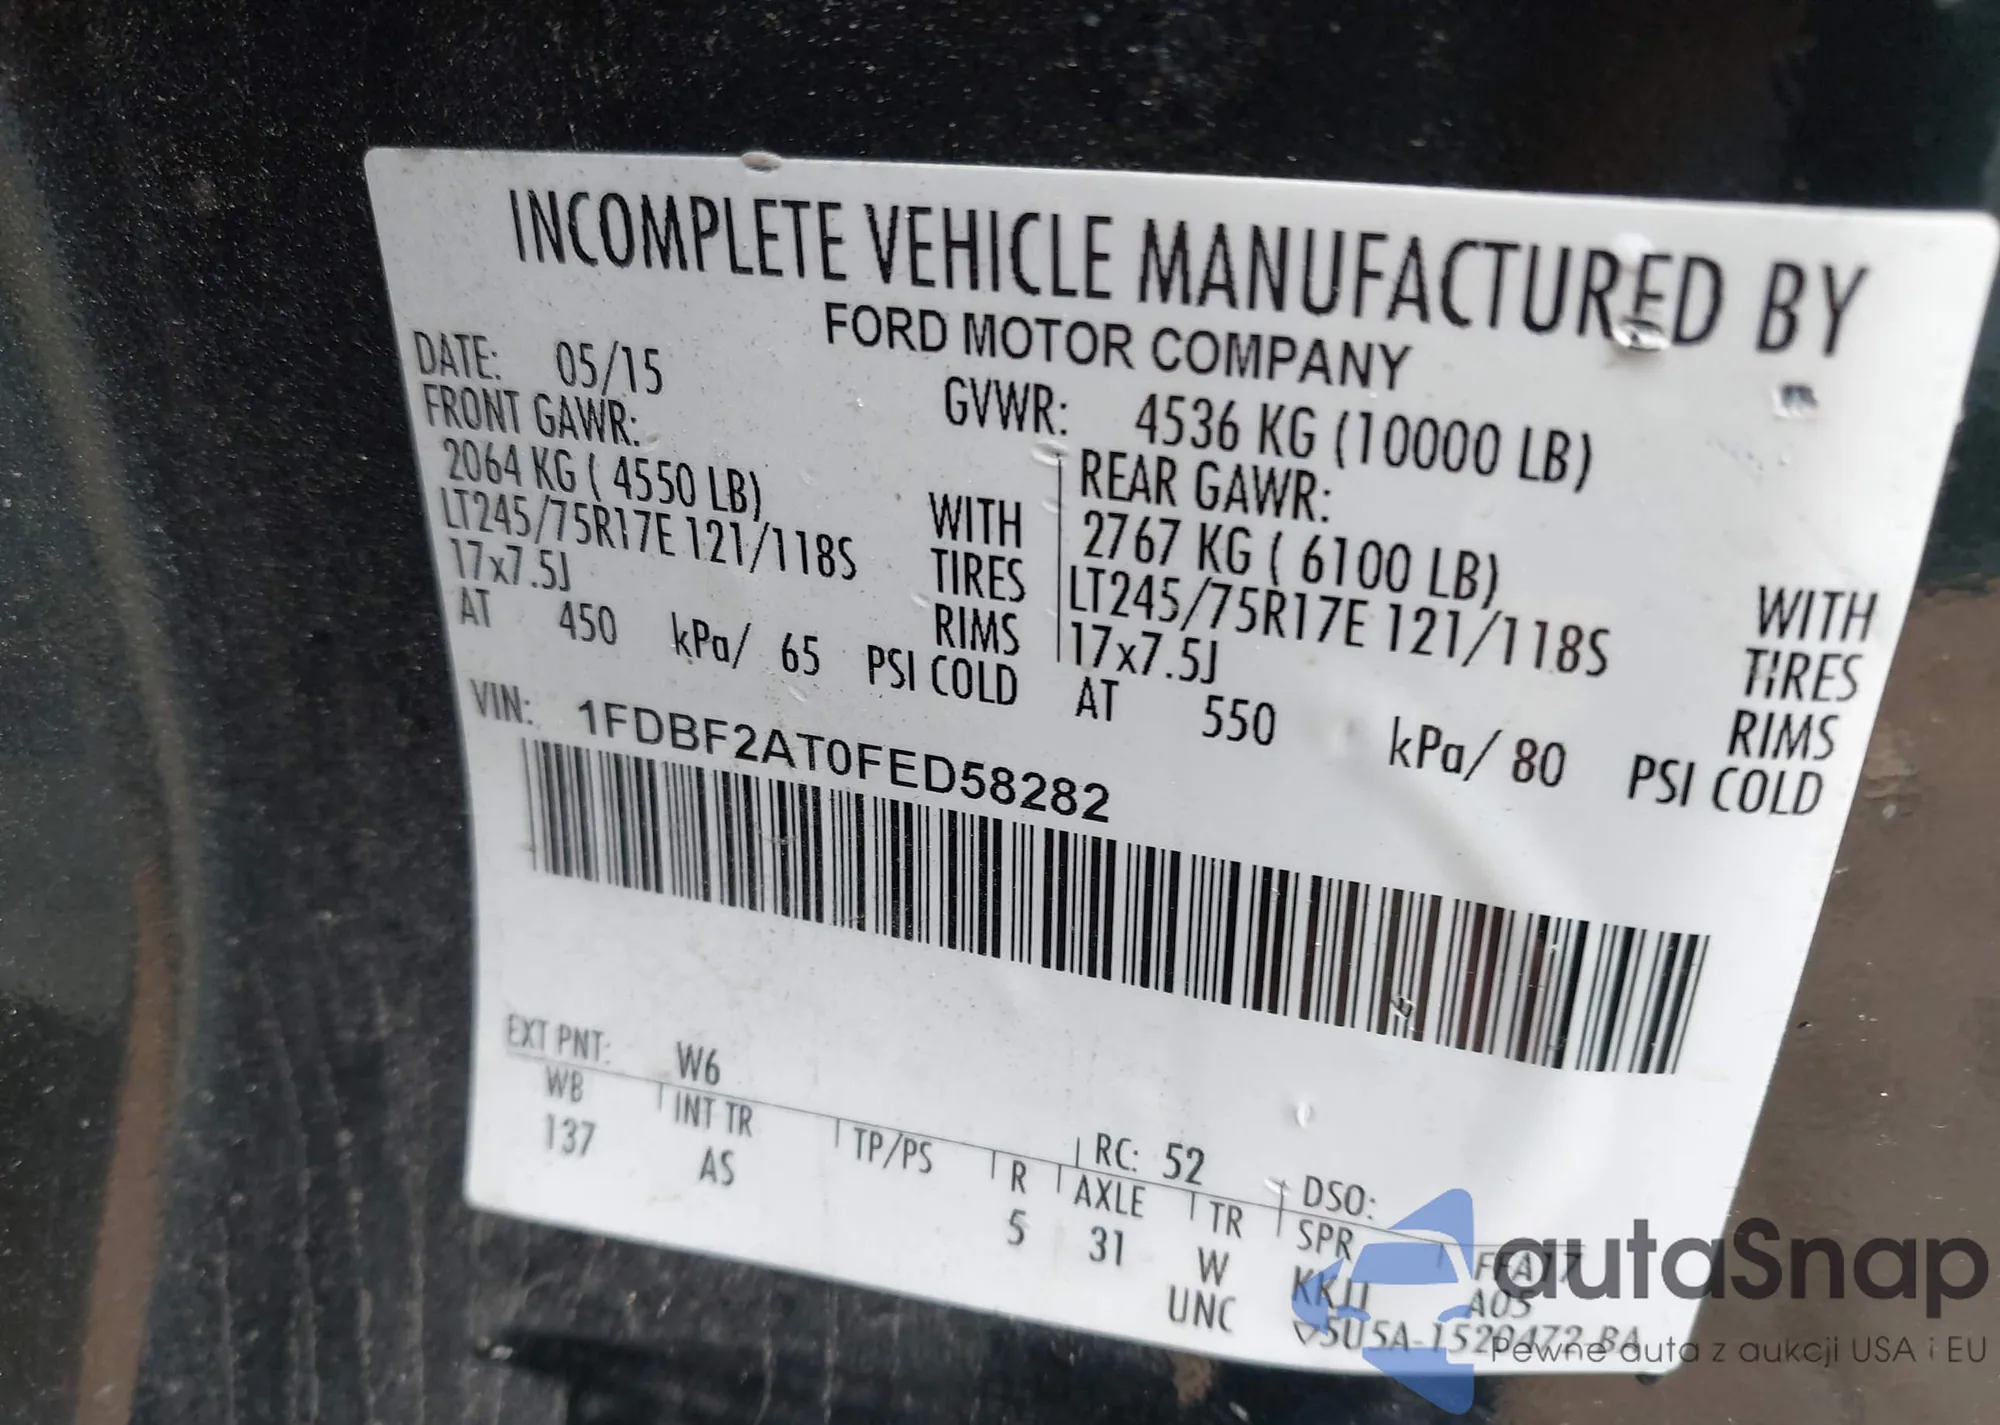 INCOMPLETE VEHICLE MANUFACTURED BY
FORD MOTOR COMPANY
DATE: 05/15 GVWR: 4536 KG (10000 LB)
FRONT GAWR: REAR GAWR:
2064 KG ( 4550 LB) WITH 2767 KG ( 6100 LB) WITH
LT245/75R17E 121/118S TIRES LT245/75R17E 121/118S TIRES
17x7.5J RIMS 17x7.5J RIMS
AT 450 kPa/ 65 PSI COLD AT 550 kPa/ 80 PSI COLD
VIN: 1FDBF2AT0FED58282
EXT PNT: W6 RC: 52 DSO:
WB INT TR TP/PS R AXLE TR SPR
137 AS 5 31 W KKJJ
UNC
autaSnap
Pewne auta z aukcji USA i EU